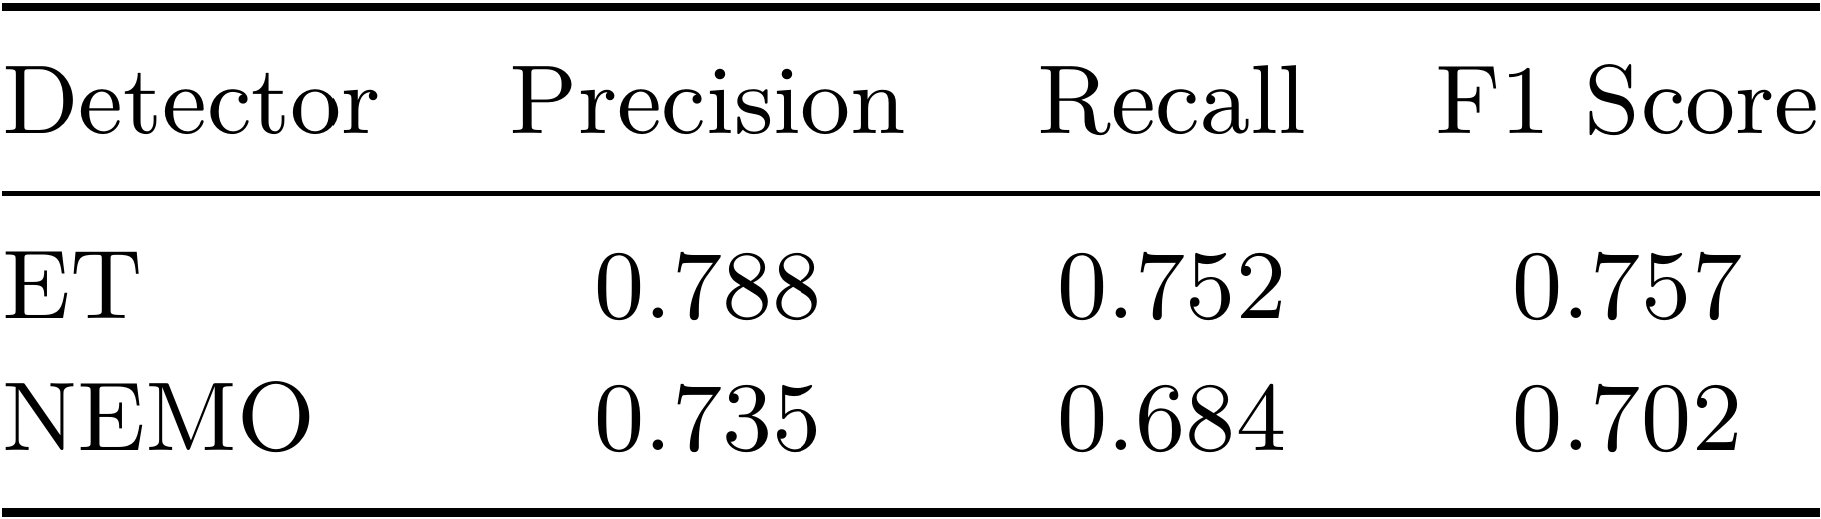 Detector Precision Recall F1 Score
ET 0.788 0.752 0.757
NEMO 0.735 0.684 0.702